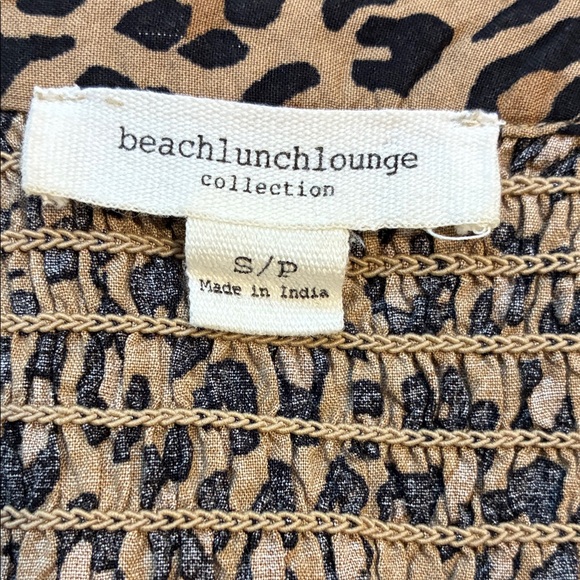 beachlunchlounge
collection
S/P
Made in India